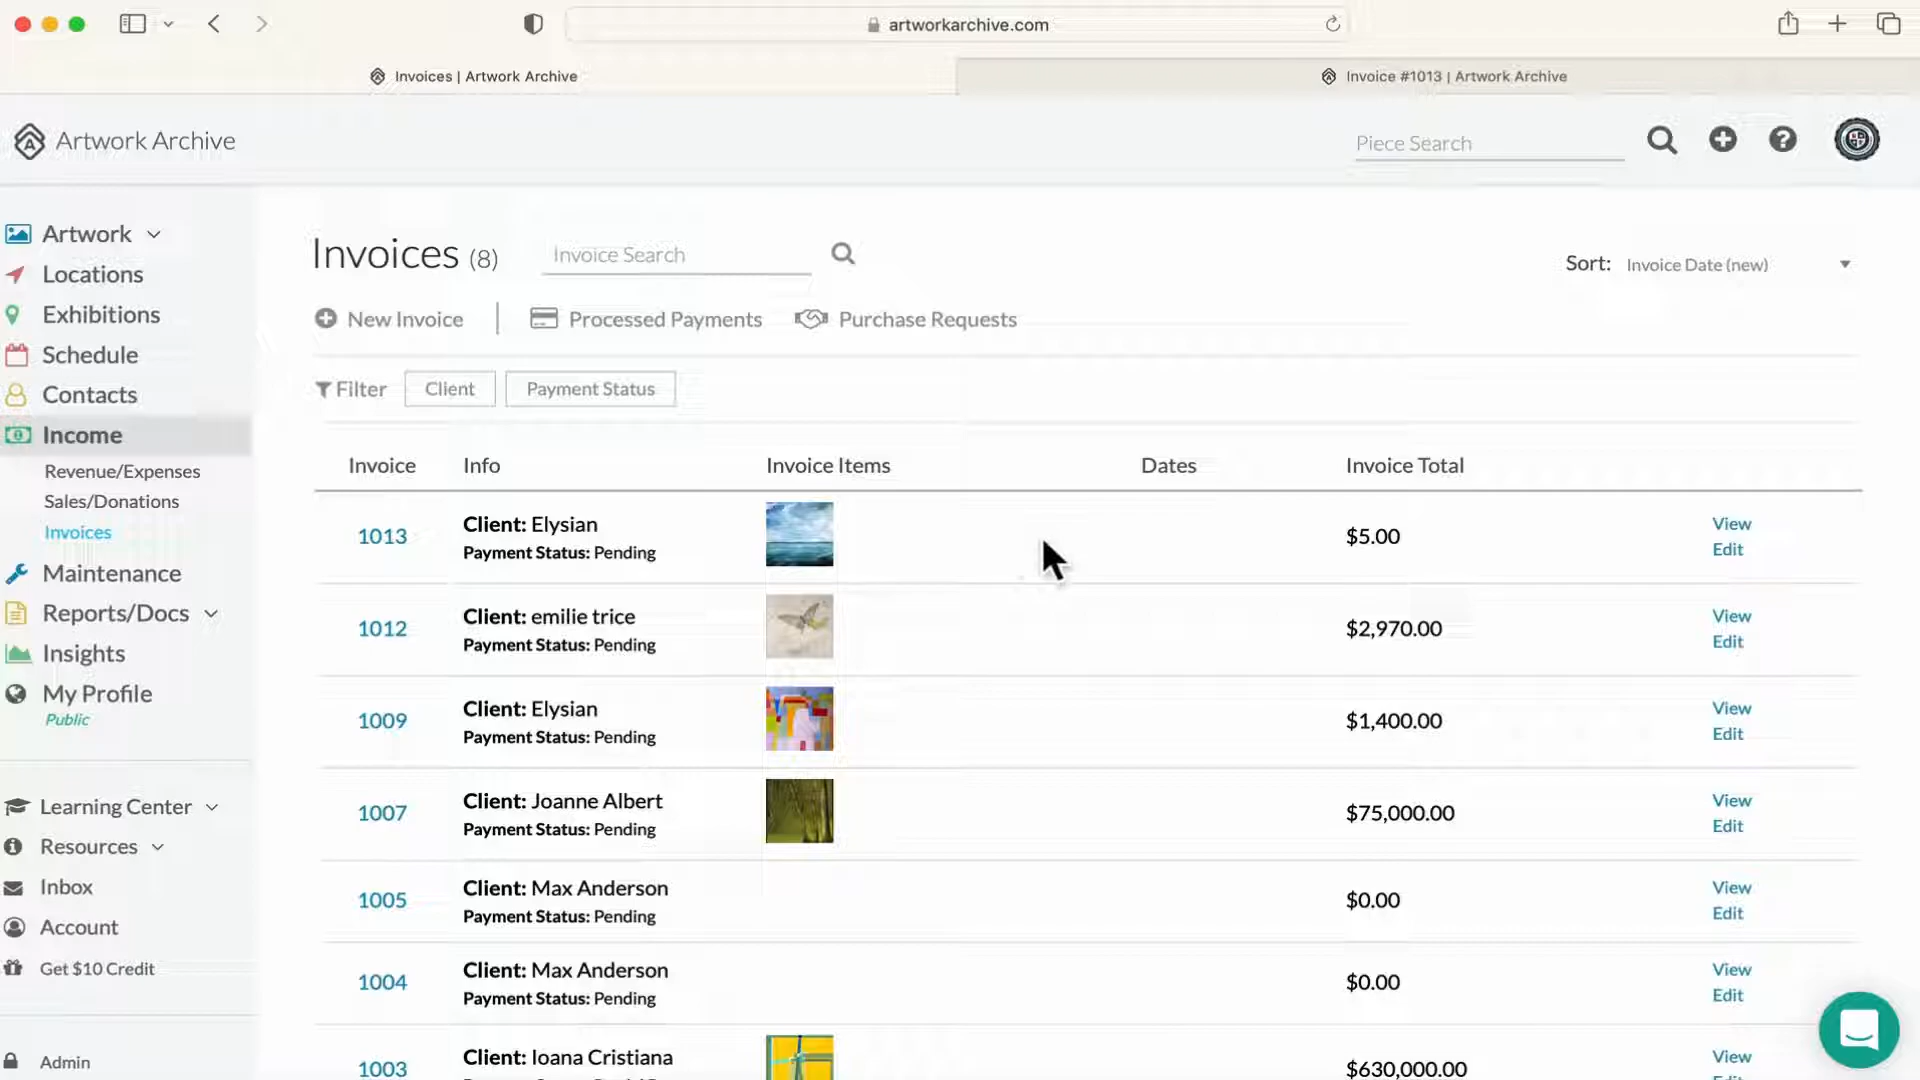 artworkarchive.com
Invoices | Artwork Archive
Invoice #1013 | Artwork Archive
Artwork Archive
Piece Search
Artwork
Locations
Exhibitions
Schedule
Contacts
Income
Revenue/Expenses
Sales/Donations
Invoices
Maintenance
Reports/Docs
Insights
My Profile
Public
Learning Center
Resources
Inbox
Account
Get $10 Credit
Admin
Invoices (8)
Invoice Search
Sort: Invoice Date (new)
New Invoice
Processed Payments
Purchase Requests
Filter
Client
Payment Status
Invoice Info Invoice Items Dates Invoice Total
1013
Client: Elysian
Payment Status: Pending
$5.00
View
Edit
1012
Client: emilie trice
Payment Status: Pending
$2,970.00
View
Edit
1009
Client: Elysian
Payment Status: Pending
$1,400.00
View
Edit
1007
Client: Joanne Albert
Payment Status: Pending
$75,000.00
View
Edit
1005
Client: Max Anderson
Payment Status: Pending
$0.00
View
Edit
1004
Client: Max Anderson
Payment Status: Pending
$0.00
View
Edit
1003
Client: Ioana Cristiana
$630,000.00
View